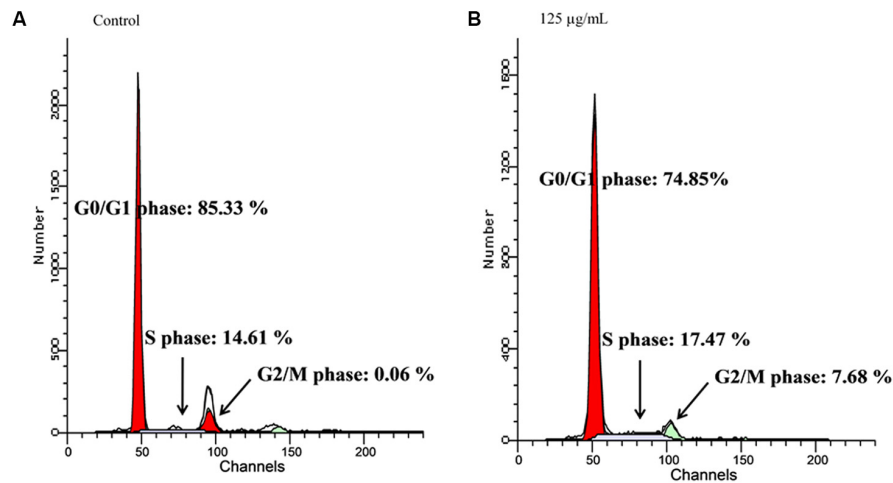 A
Control
2000
1500
1000
500
0
Number
G0/G1 phase: 85.33 %
S phase: 14.61 %
G2/M phase: 0.06 %
0 50 100 150 200
Channels
B
125 µg/mL
1600
1200
800
400
0
Number
G0/G1 phase: 74.85%
S phase: 17.47 %
G2/M phase: 7.68 %
0 50 100 150 200
Channels